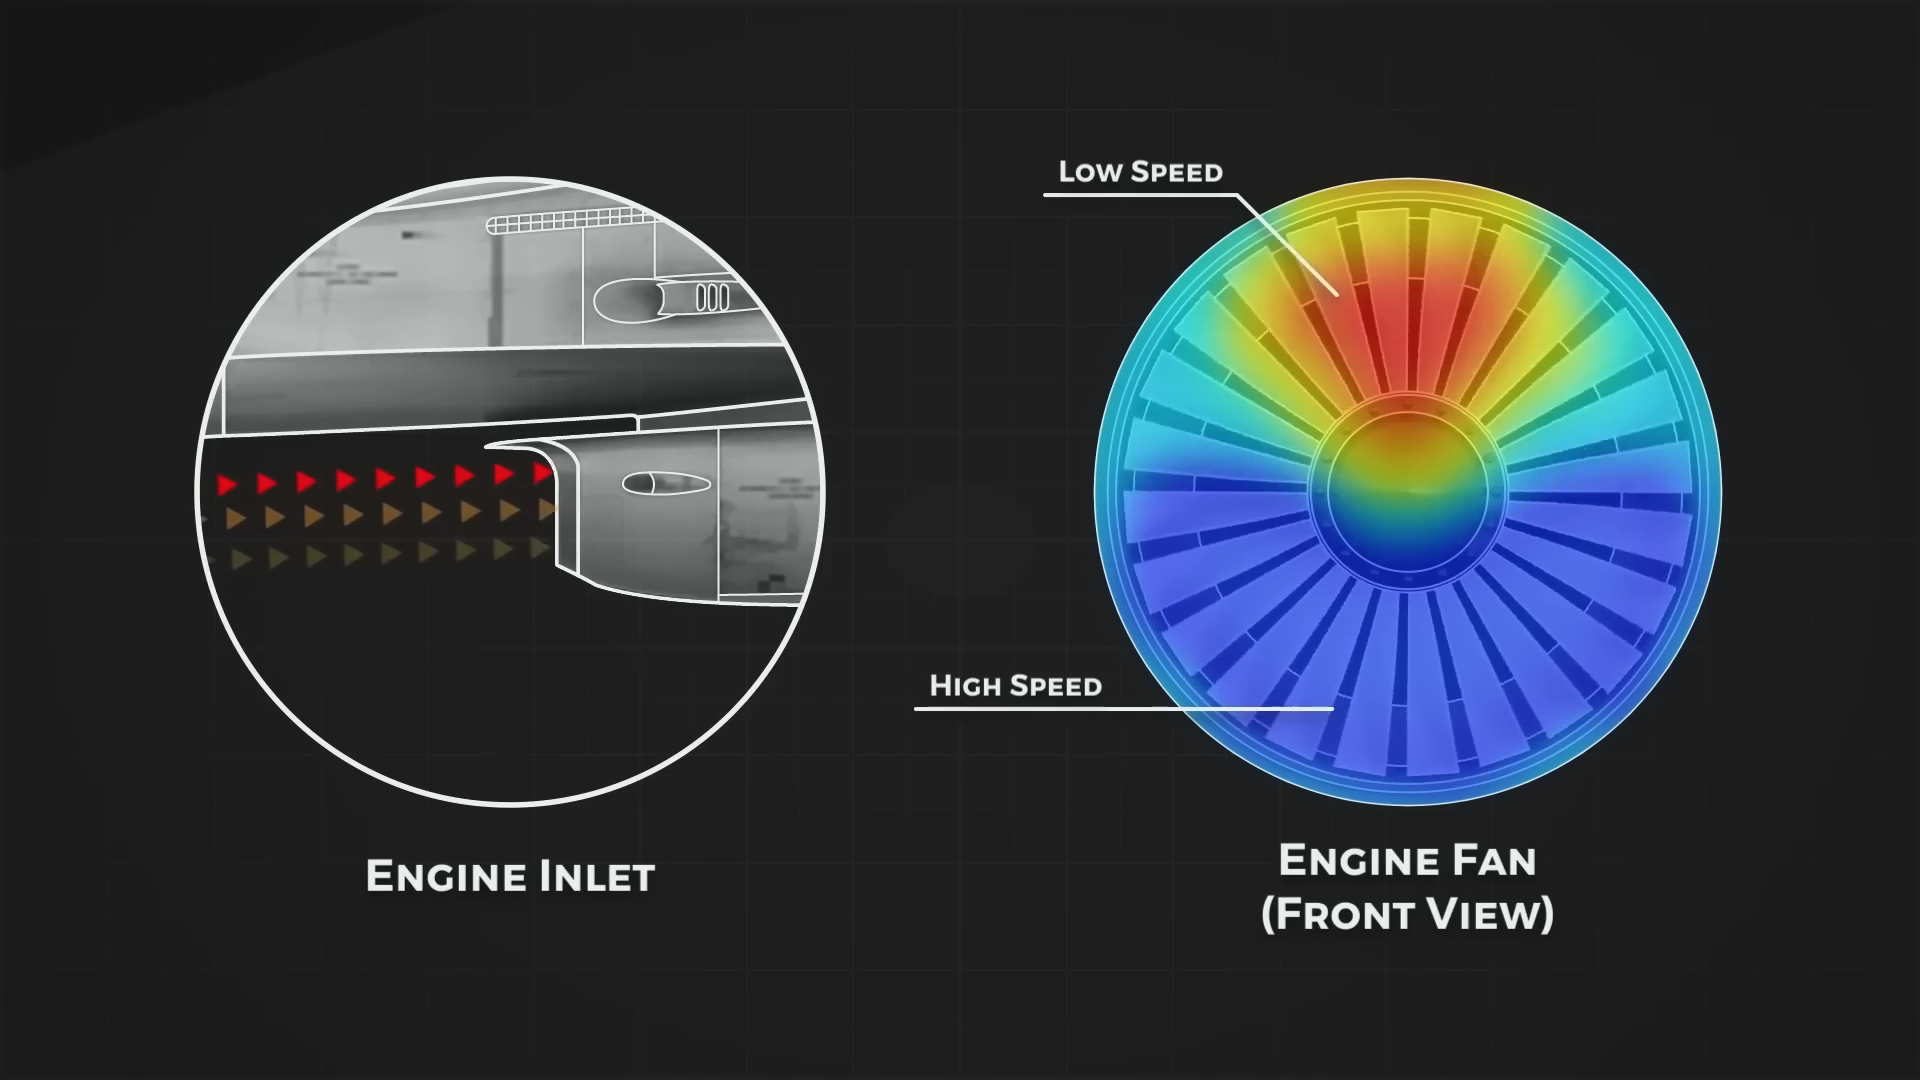 Low Speed
High Speed
Engine Inlet
Engine Fan
(Front View)